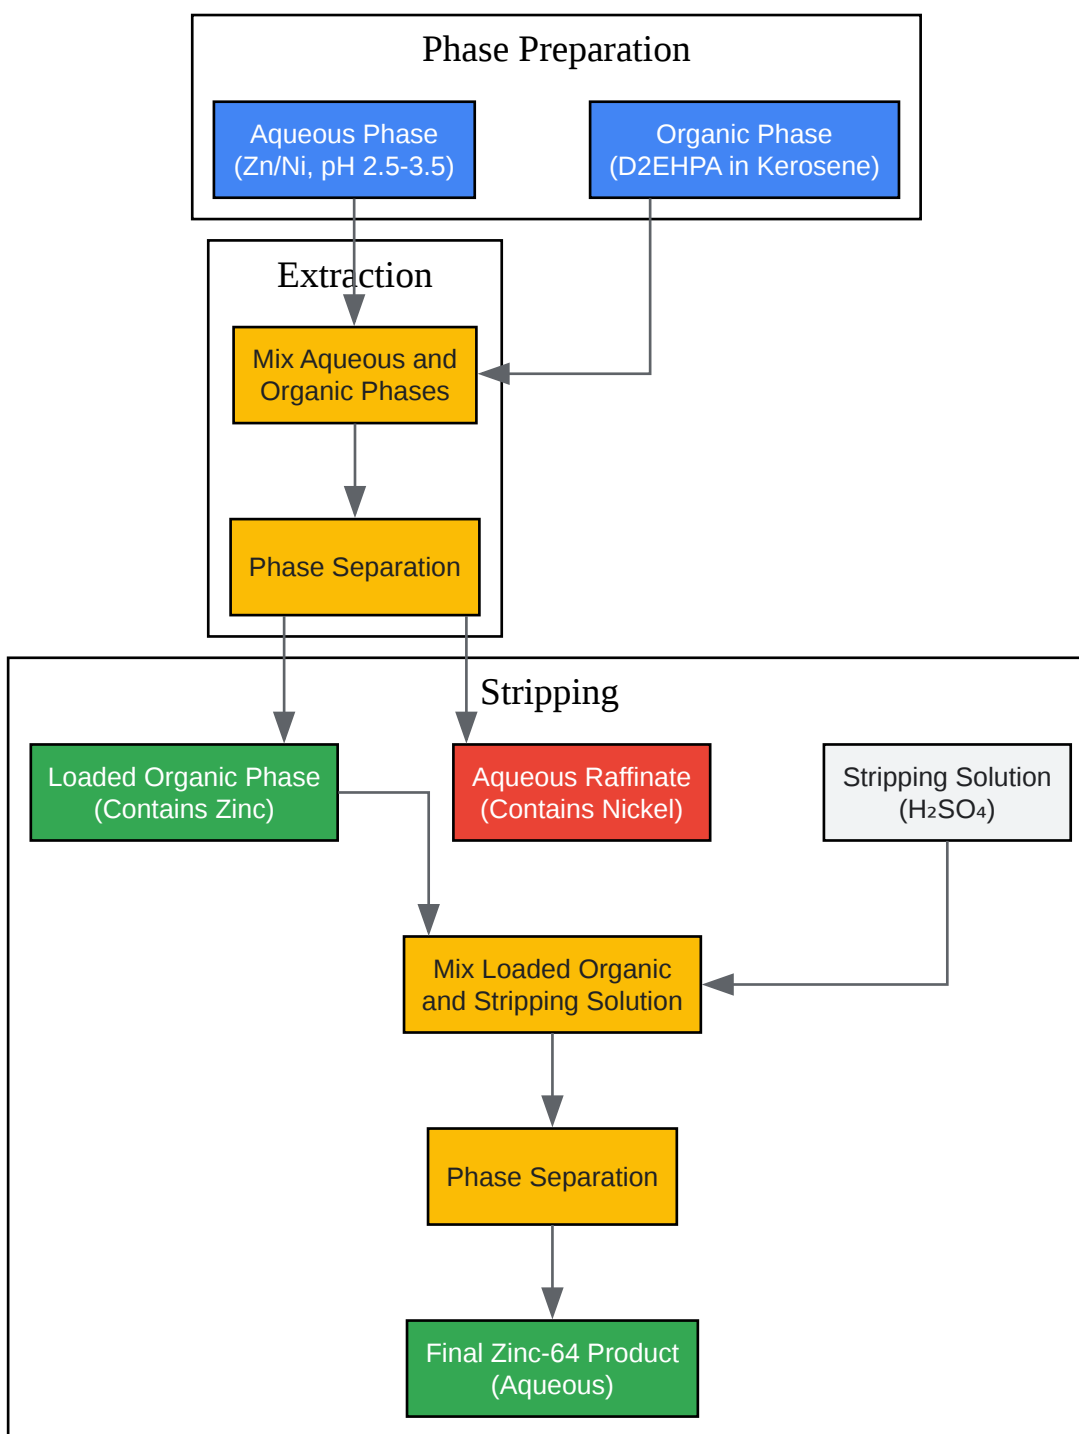 Phase Preparation
Aqueous Phase
(Zn/Ni, pH 2.5-3.5)
Organic Phase
(D2EHPA in Kerosene)
Extraction
Mix Aqueous and
Organic Phases
Phase Separation
Stripping
Loaded Organic Phase
(Contains Zinc)
Aqueous Raffinate
(Contains Nickel)
Stripping Solution
(H₂SO₄)
Mix Loaded Organic
and Stripping Solution
Phase Separation
Final Zinc-64 Product
(Aqueous)